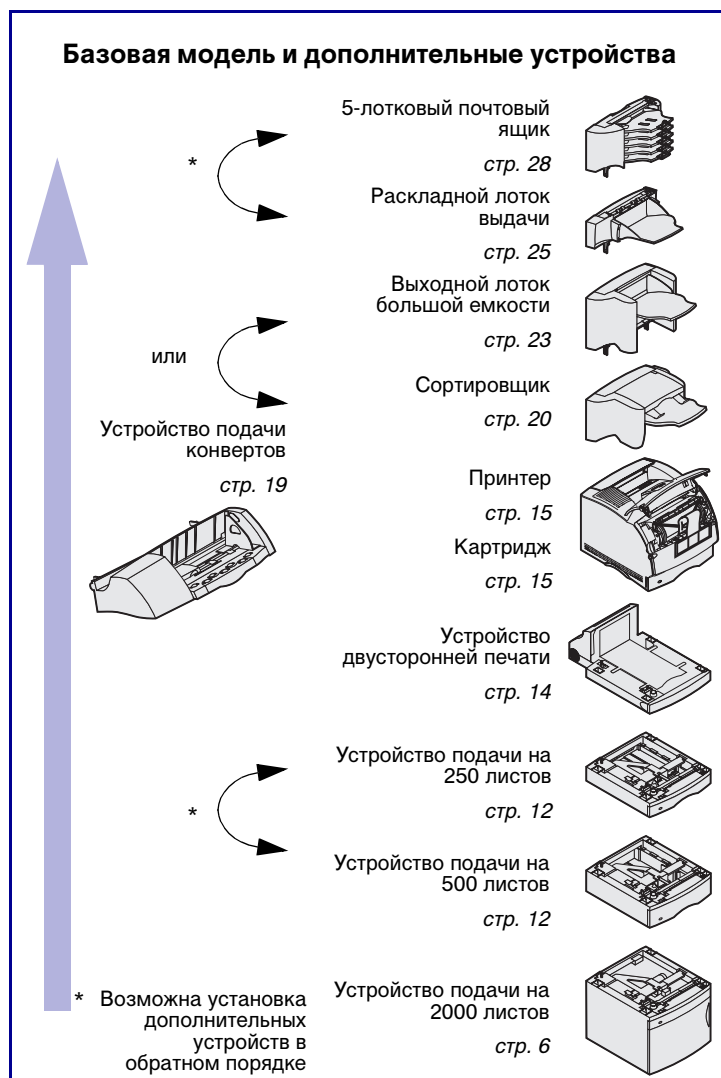 Базовая модель и дополнительные устройства
5-лотковый почтовый
ящик
стр. 28
*
Раскладной лоток
выдачи
стр. 25
Выходной лоток
большой емкости
стр. 23
или
Сортировщик
стр. 20
Устройство подачи
конвертов
стр. 19
Принтер
стр. 15
Картридж
стр. 15
Устройство
двусторонней печати
стр. 14
Устройство подачи на
250 листов
стр. 12
*
Устройство подачи на
500 листов
стр. 12
Устройство подачи на
2000 листов
стр. 6
* Возможна установка
дополнительных
устройств в
обратном порядке